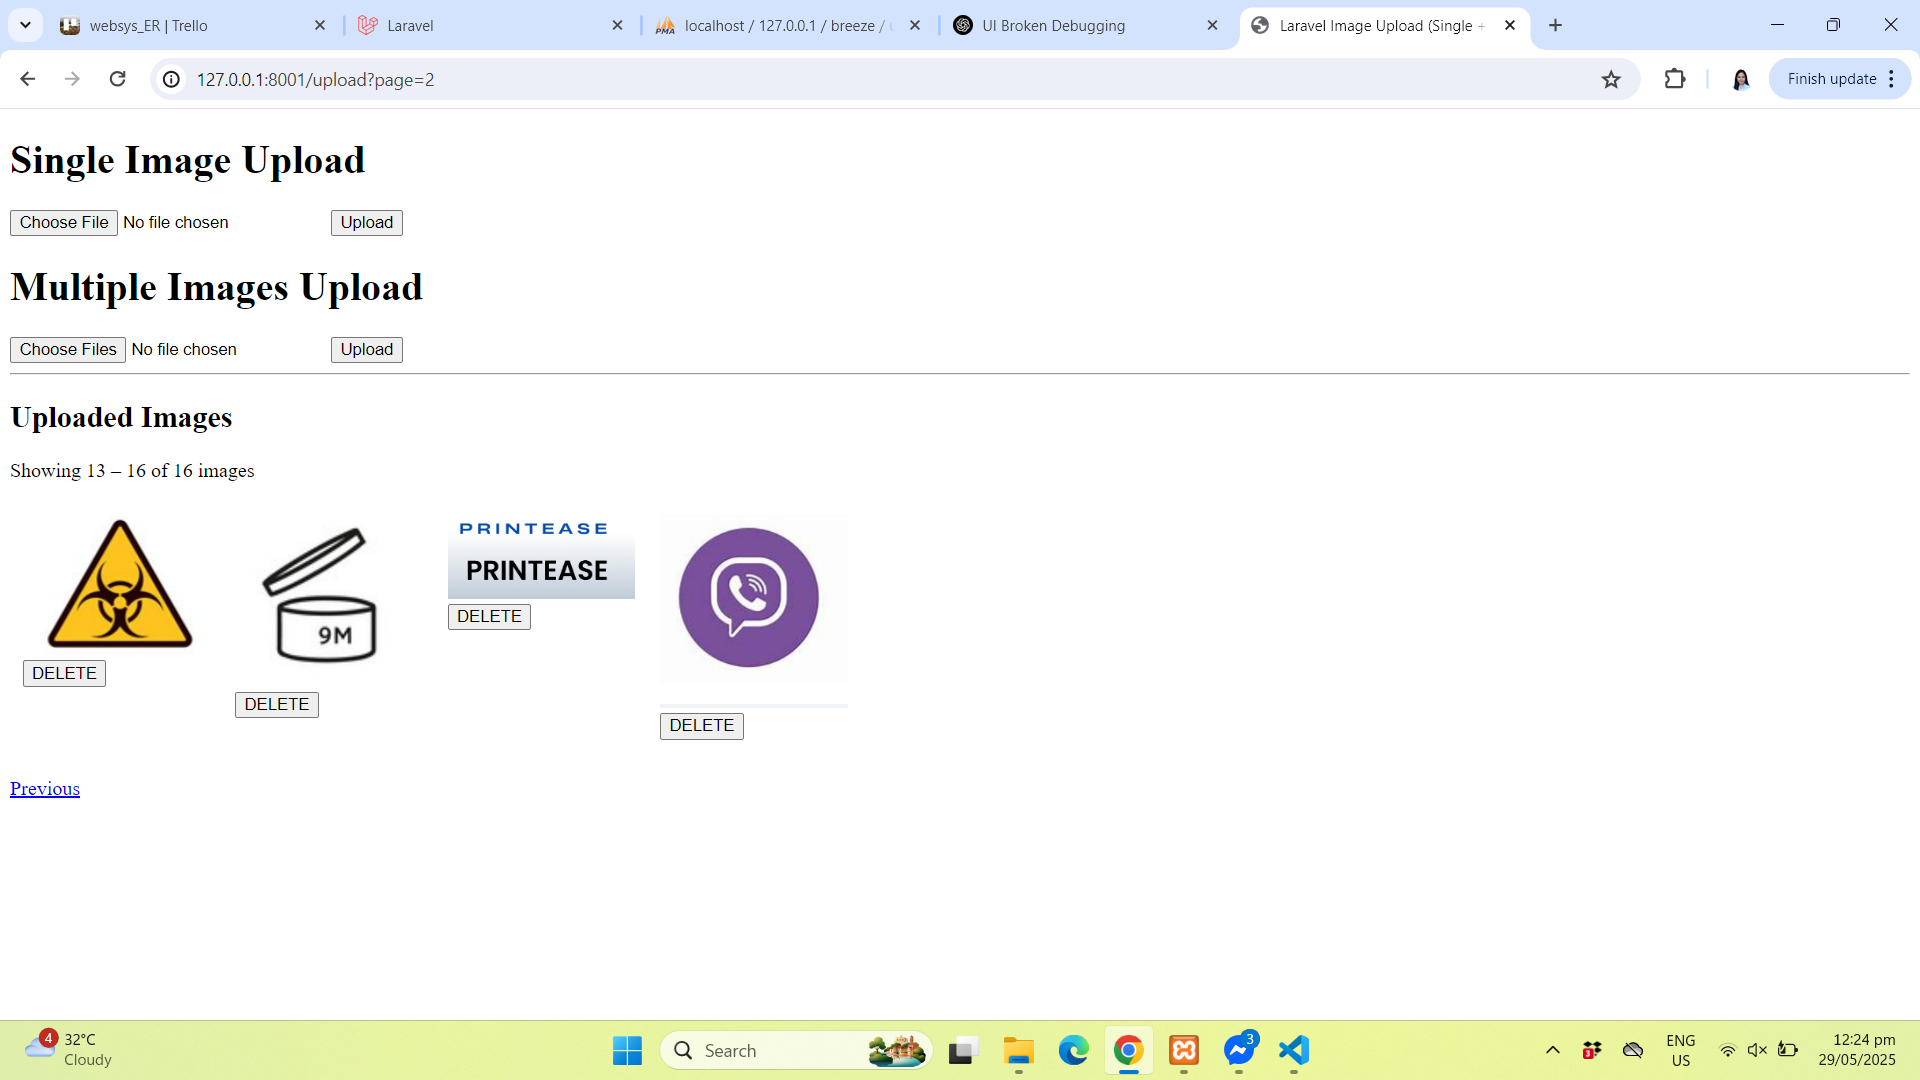 websys_ER | Trello
Laravel
localhost / 127.0.0.1 / breeze /
UI Broken Debugging
Laravel Image Upload (Single +
127.0.0.1:8001/upload?page=2
Finish update
Single Image Upload
Choose File No file chosen Upload
Multiple Images Upload
Choose Files No file chosen Upload
Uploaded Images
Showing 13 – 16 of 16 images
9M
PRINTEASE
PRINTEASE
DELETE
DELETE
DELETE
DELETE
Previous
4
32°C
Cloudy
Search
3
3
ENG
US
12:24 pm
29/05/2025